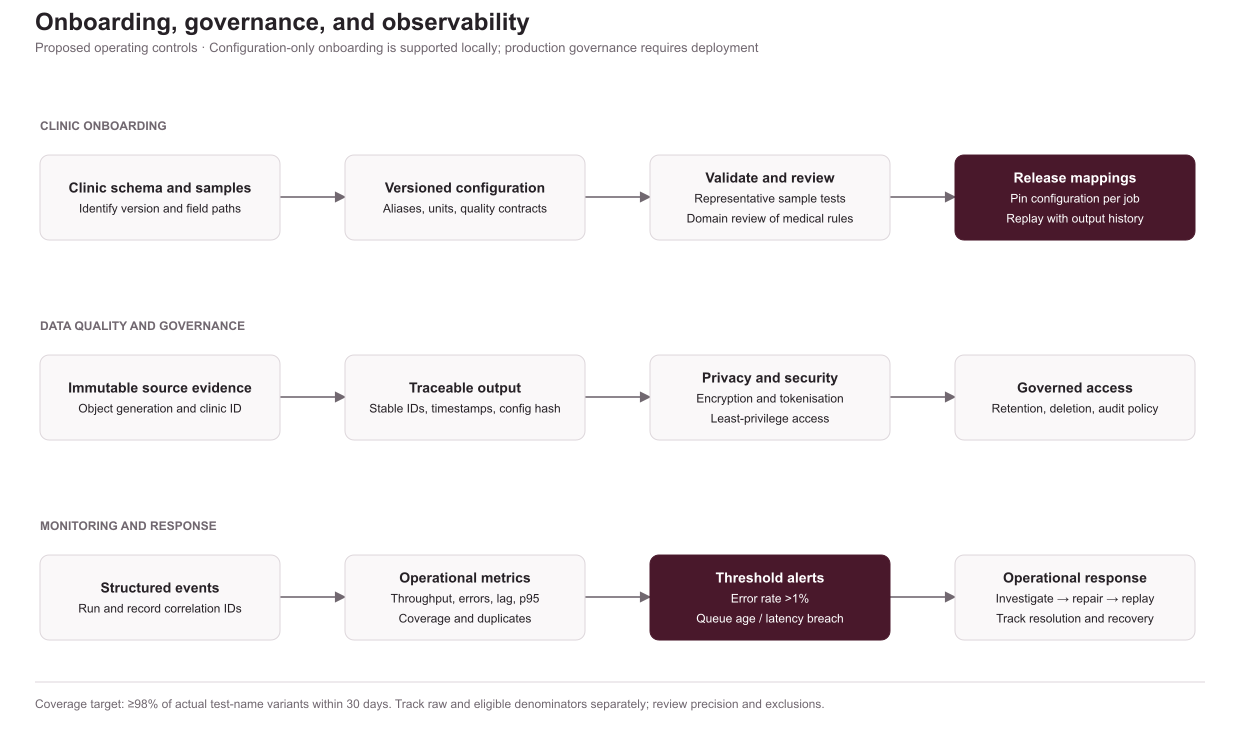 Onboarding, governance, and observability
Proposed operating controls · Configuration-only onboarding is supported locally; production governance requires deployment
CLINIC ONBOARDING
Clinic schema and samples
Identify version and field paths
Versioned configuration
Aliases, units, quality contracts
Validate and review
Representative sample tests
Domain review of medical rules
Release mappings
Pin configuration per job
Replay with output history
DATA QUALITY AND GOVERNANCE
Immutable source evidence
Object generation and clinic ID
Traceable output
Stable IDs, timestamps, config hash
Privacy and security
Encryption and tokenisation
Least-privilege access
Governed access
Retention, deletion, audit policy
MONITORING AND RESPONSE
Structured events
Run and record correlation IDs
Operational metrics
Throughput, errors, lag, p95
Coverage and duplicates
Threshold alerts
Error rate >1%
Queue age / latency breach
Operational response
Investigate → repair → replay
Track resolution and recovery
Coverage target: ≥98% of actual test-name variants within 30 days. Track raw and eligible denominators separately; review precision and exclusions.